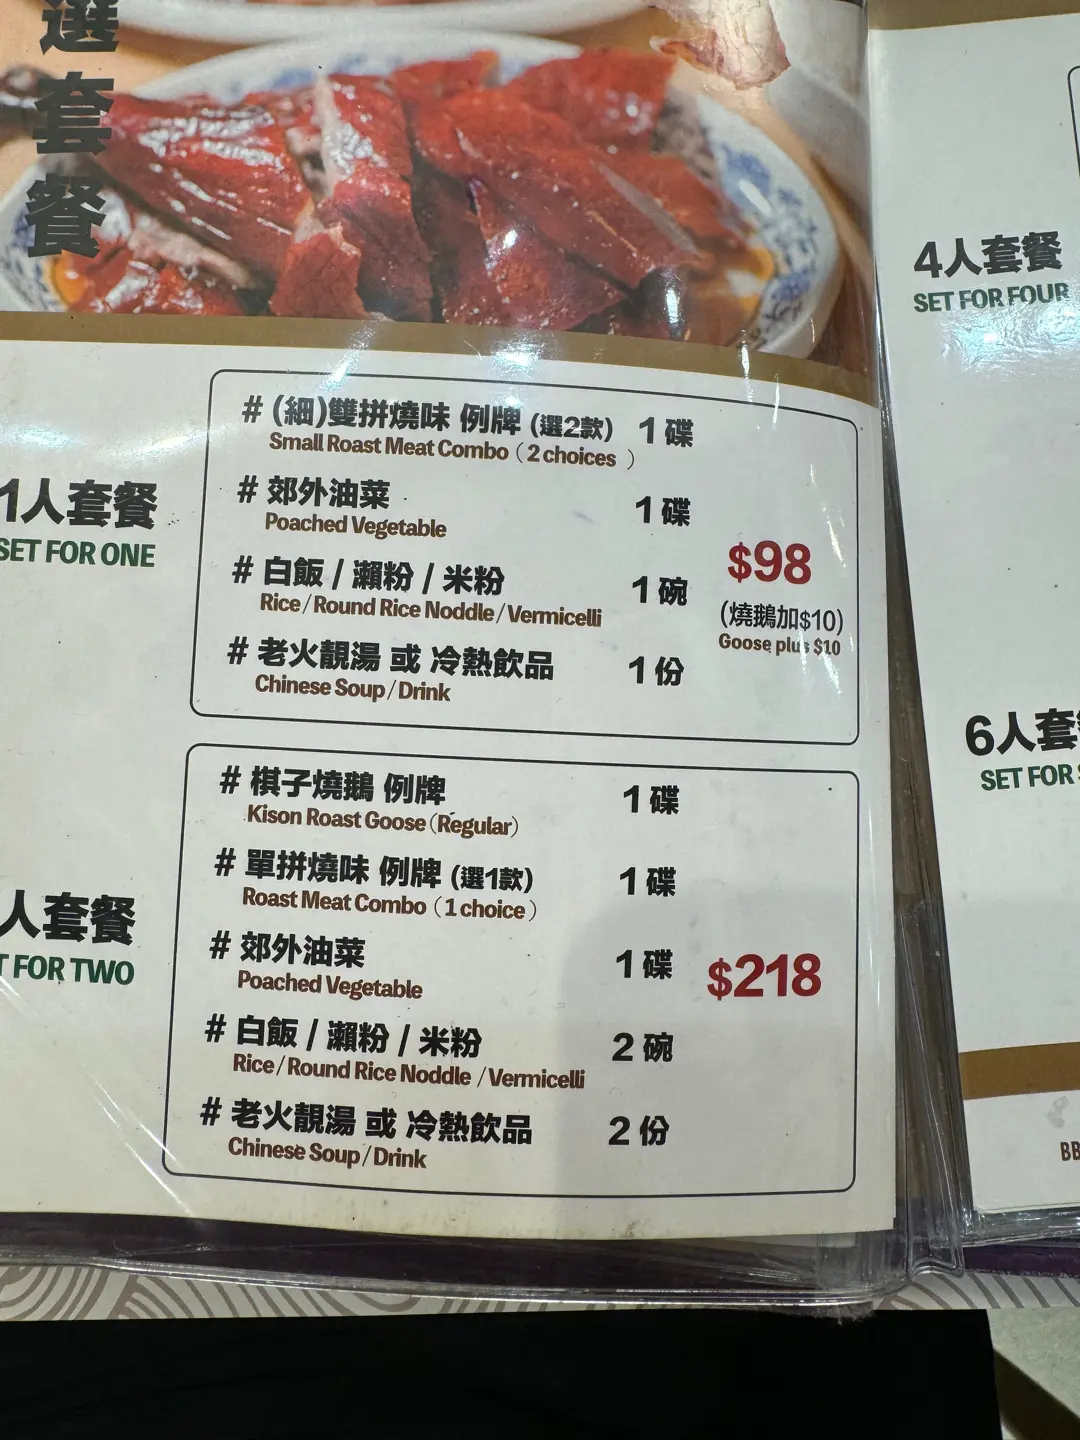 選套餐
1人套餐
SET FOR ONE
# (細)雙拼燒味 例牌 (選2款) 1 碟
Small Roast Meat Combo ( 2 choices )
# 郊外油菜 1 碟
Poached Vegetable
# 白飯 / 瀨粉 / 米粉 1 碗
Rice / Round Rice Noddle / Vermicelli
# 老火靚湯 或 冷熱飲品 1 份
Chinese Soup / Drink
$98
(燒鵝加$10)
Goose plus $10
人套餐
T FOR TWO
# 棋子燒鵝 例牌 1 碟
Kison Roast Goose (Regular)
# 單拼燒味 例牌 (選1款) 1 碟
Roast Meat Combo ( 1 choice )
# 郊外油菜 1 碟
Poached Vegetable
# 白飯 / 瀨粉 / 米粉 2 碗
Rice / Round Rice Noddle / Vermicelli
# 老火靚湯 或 冷熱飲品 2 份
Chinese Soup / Drink
$218
4人套餐
SET FOR FOUR
6人套
SET FOR
BB